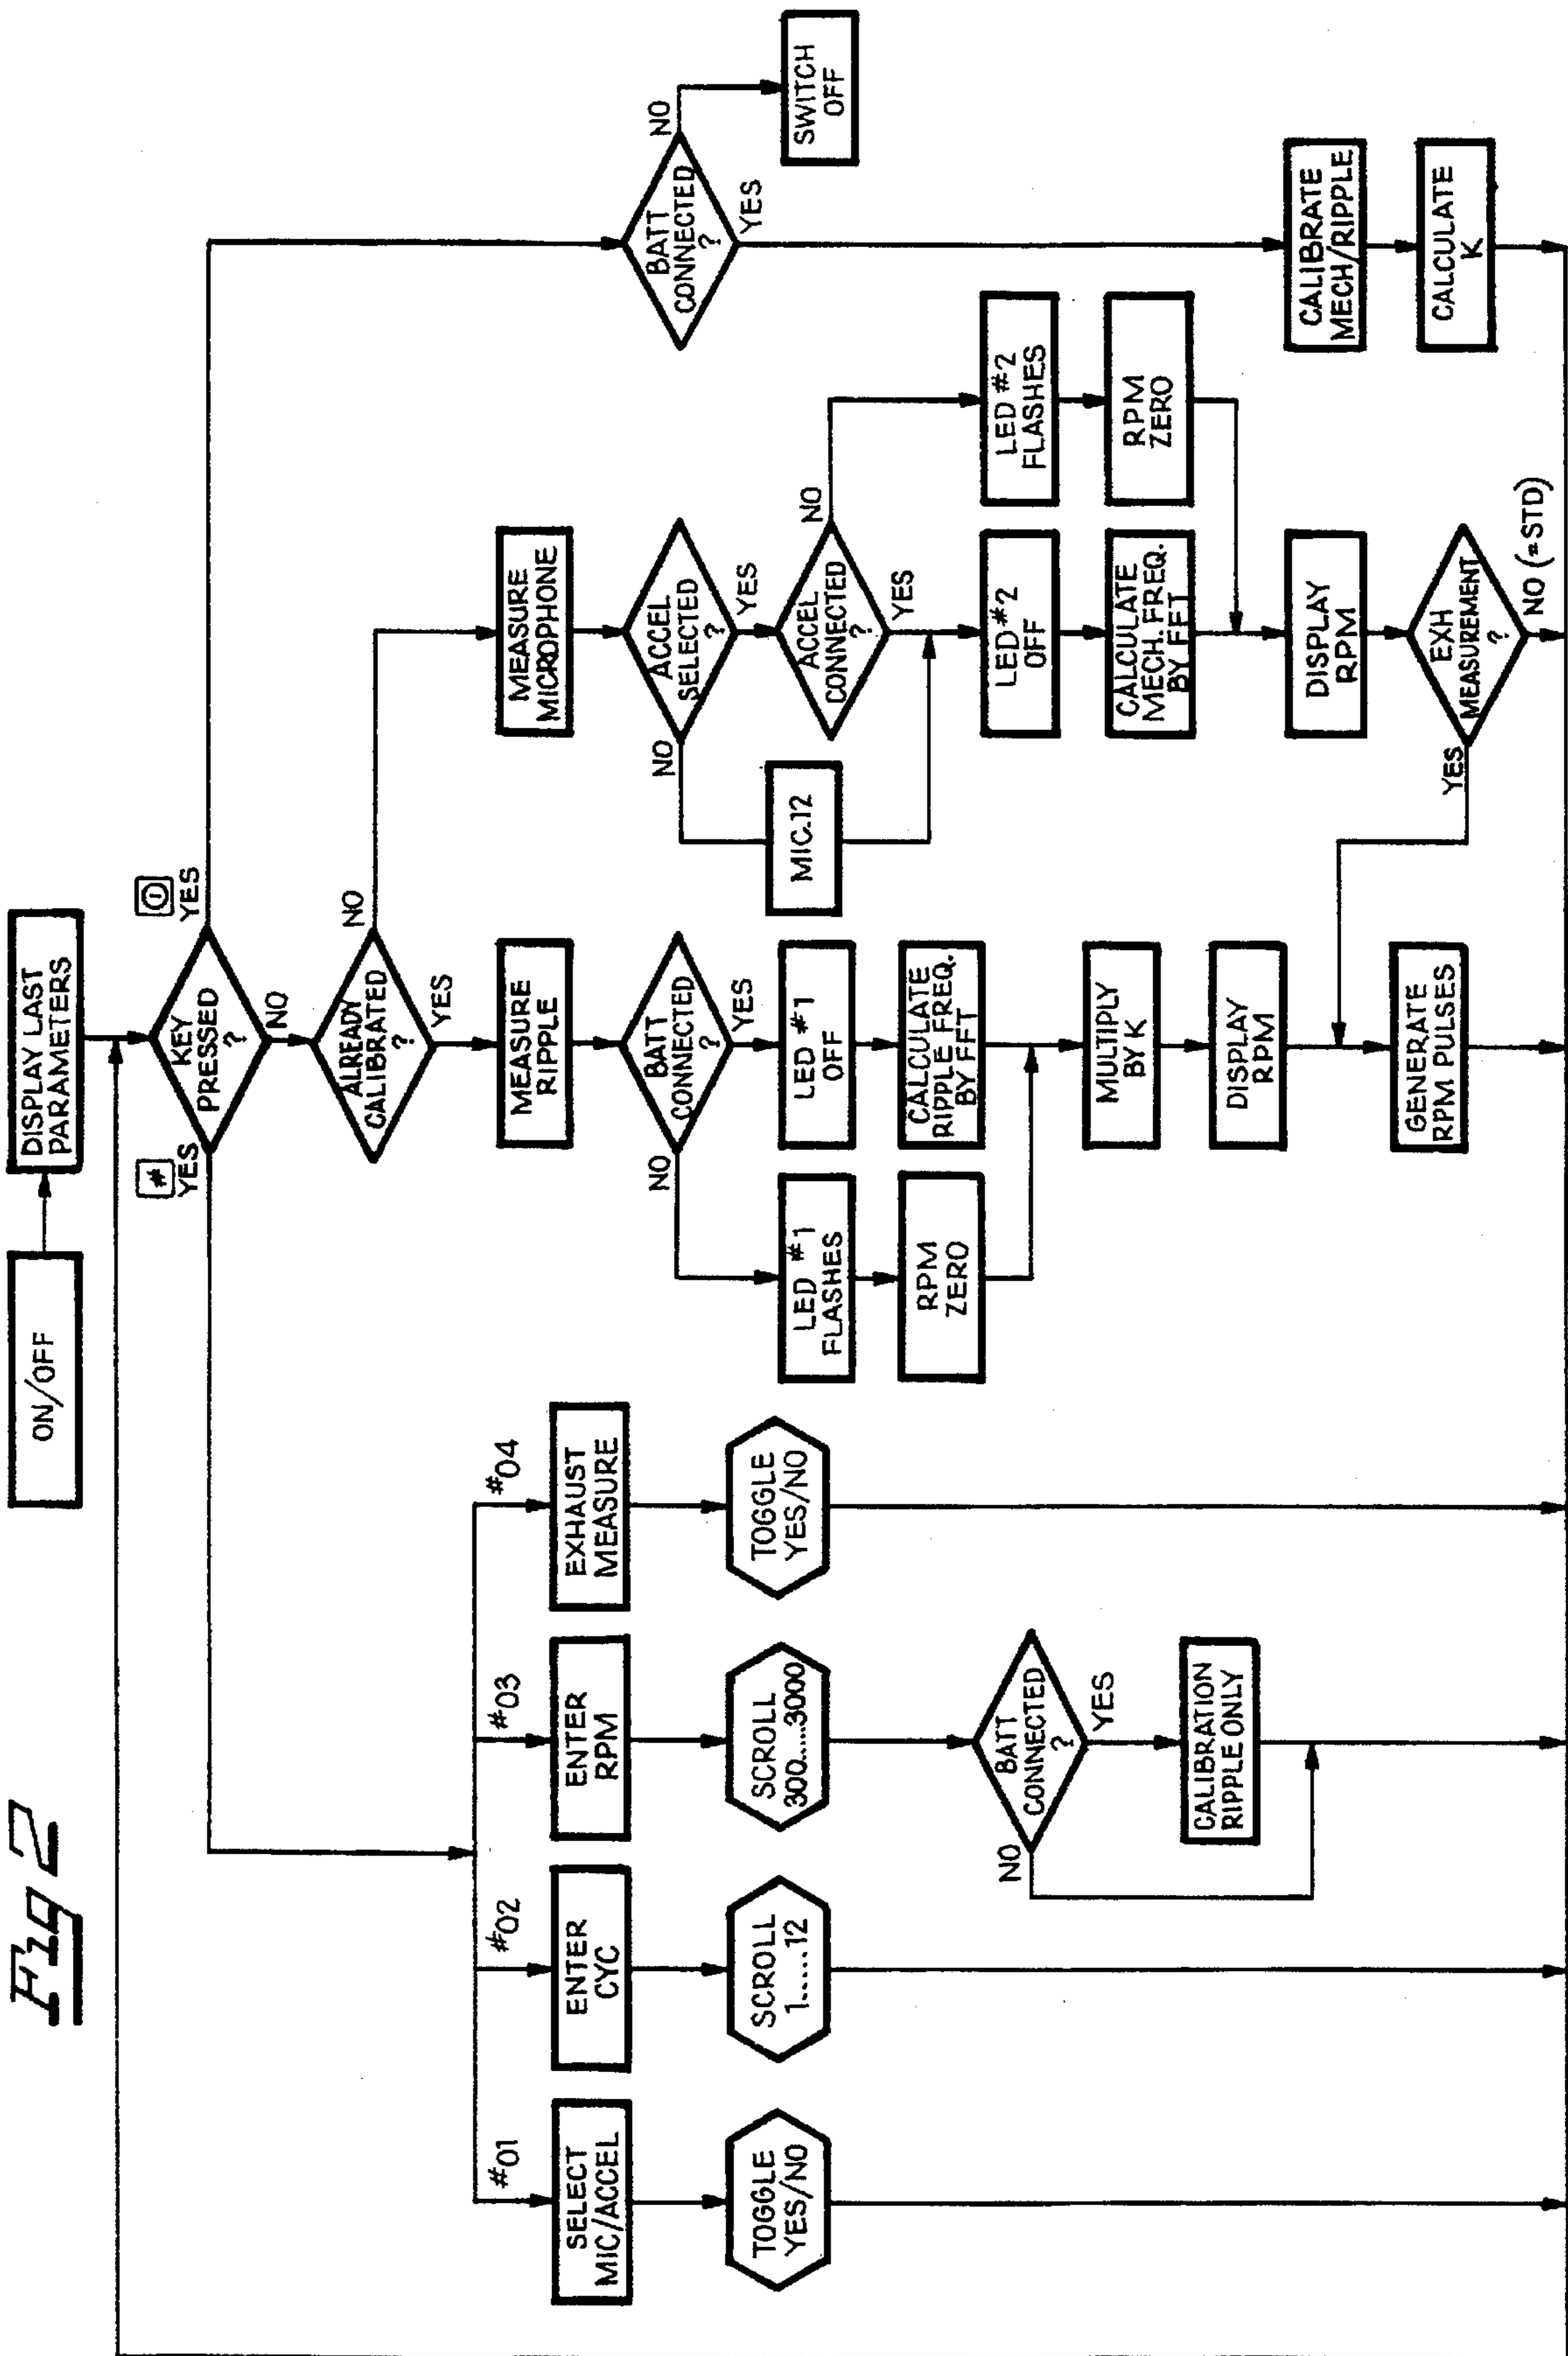 Fig 2
ON/OFF
DISPLAY LAST
PARAMETERS
#
YES
KEY
PRESSED
?
YES
NO
ALREADY
CALIBRATED
?
NO
YES
#01
SELECT
MIC/ACCEL
TOGGLE
YES/NO
#02
ENTER
CYC
SCROLL
1.....12
#03
ENTER
RPM
SCROLL
300.....3000
BATT
CONNECTED
?
NO
YES
CALIBRATION
RIPPLE ONLY
#04
EXHAUST
MEASURE
TOGGLE
YES/NO
MEASURE
RIPPLE
BATT
CONNECTED
?
NO
YES
LED #1
FLASHES
RPM
ZERO
LED #1
OFF
CALCULATE
RIPPLE FREQ.
BY FFT
MULTIPLY
BY K
DISPLAY
RPM
GENERATE
RPM PULSES
MEASURE
MICROPHONE
ACCEL
SELECTED
?
NO
YES
MIC.12
ACCEL
CONNECTED
?
NO
YES
LED #2
OFF
CALCULATE
MECH. FREQ.
BY FFT
LED #2
FLASHES
RPM
ZERO
DISPLAY
RPM
EXH
MEASUREMENT
?
YES
NO (=STD)
BATT
CONNECTED
?
NO
YES
SWITCH
OFF
CALIBRATE
MECH/RIPPLE
CALCULATE
K